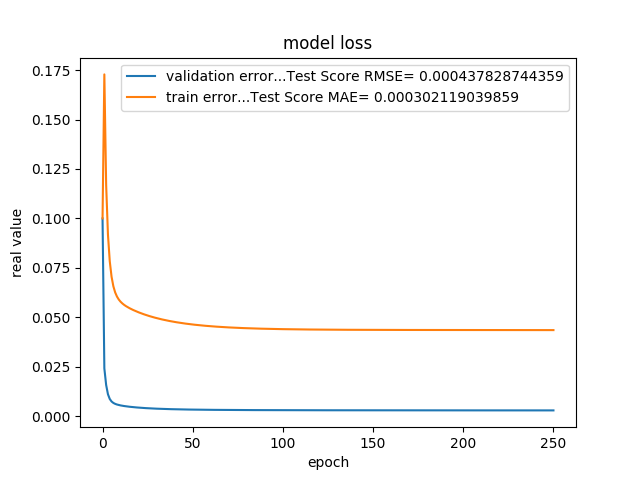 model loss
validation error...Test Score RMSE= 0.000437828744359
train error...Test Score MAE= 0.000302119039859
0.175
0.150
0.125
0.100
0.075
0.050
0.025
0.000
real value
0 50 100 150 200 250
epoch